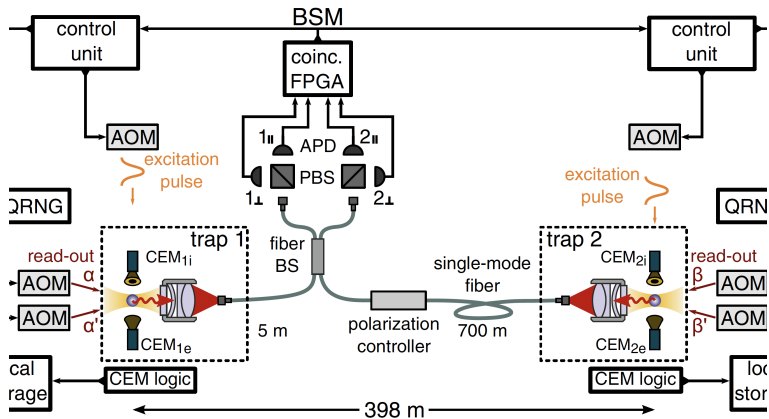 BSM
control
unit
coinc.
FPGA
control
unit
AOM
1॥
APD
2॥
AOM
excitation
pulse
PBS
excitation
pulse
1⊥
2⊥
QRNG
QRN
trap 1
fiber
BS
trap 2
read-out
CEM1i
single-mode
fiber
CEM2i
read-out
AOM
α
β
AOM
AOM
α'
β'
AOM
5 m
polarization
controller
700 m
CEM1e
CEM2e
cal
rage
CEM logic
CEM logic
loc
stor
398 m